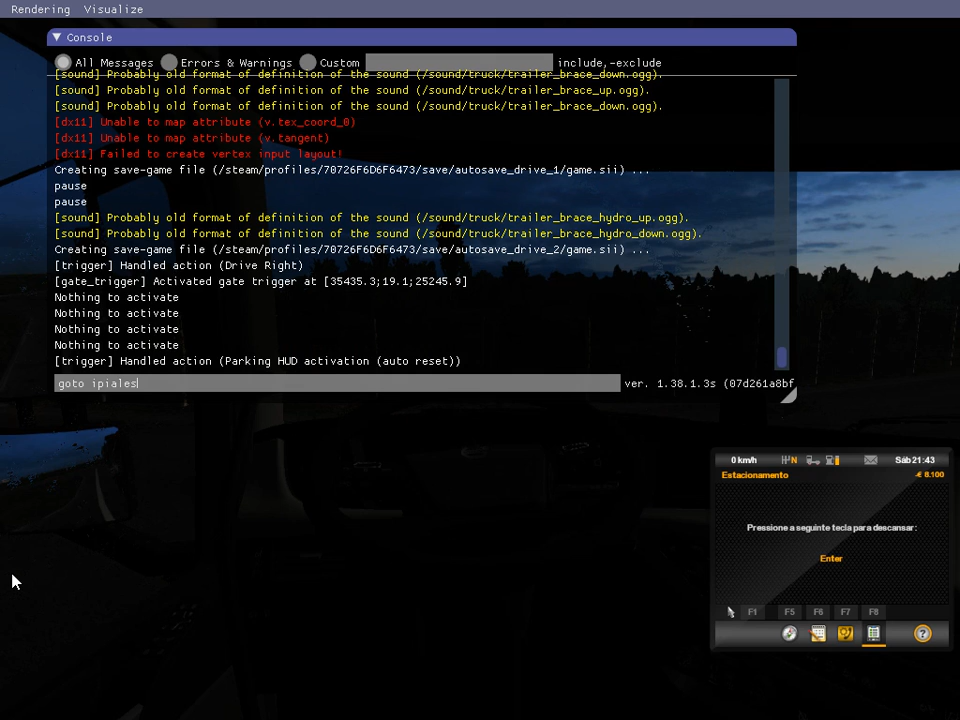 Rendering Visualize
Console
All Messages Errors & Warnings Custom include,-exclude
[sound] Probably old format of definition of the sound (/sound/truck/trailer_brace_down.ogg).
[sound] Probably old format of definition of the sound (/sound/truck/trailer_brace_up.ogg).
[sound] Probably old format of definition of the sound (/sound/truck/trailer_brace_down.ogg).
[dx11] Unable to map attribute (v.tex_coord_0)
[dx11] Unable to map attribute (v.tangent)
[dx11] Failed to create vertex input layout!
Creating save-game file (/steam/profiles/70726F6D6F6473/save/autosave_drive_1/game.sii) ...
pause
pause
[sound] Probably old format of definition of the sound (/sound/truck/trailer_brace_hydro_up.ogg).
[sound] Probably old format of definition of the sound (/sound/truck/trailer_brace_hydro_down.ogg).
Creating save-game file (/steam/profiles/70726F6D6F6473/save/autosave_drive_2/game.sii) ...
[trigger] Handled action (Drive Right)
[gate_trigger] Activated gate trigger at [35435.3;19.1;25245.9]
Nothing to activate
Nothing to activate
Nothing to activate
Nothing to activate
[trigger] Handled action (Parking HUD activation (auto reset))
goto ipiales
ver. 1.38.1.3s (07d261a8bf
0 km/h N Sáb 21:43
Estacionamento -€ 8.100
Pressione a seguinte tecla para descansar:
Enter
F1 F5 F6 F7 F8
?